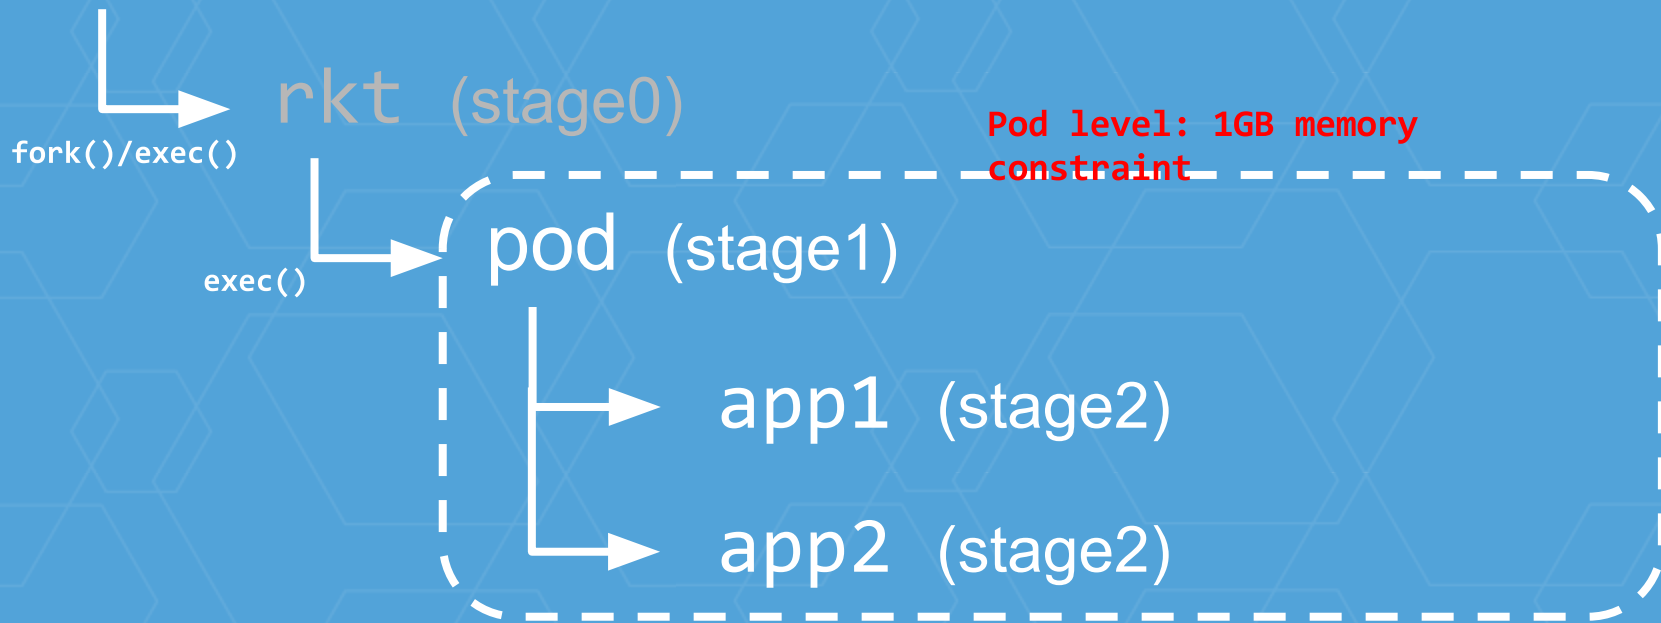 rkt (stage0)
fork()/exec()
Pod level: 1GB memory
constraint
exec()
pod (stage1)
app1 (stage2)
app2 (stage2)